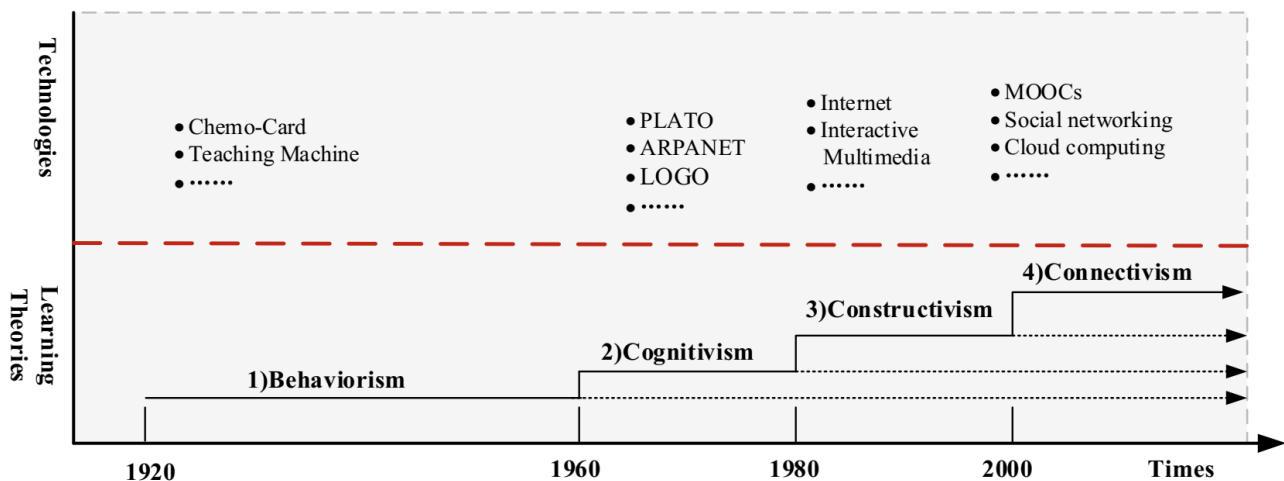 Technologies
• Chemo-Card
• Teaching Machine
• ......
• PLATO
• ARPANET
• LOGO
• ......
• Internet
• Interactive
Multimedia
• ......
• MOOCs
• Social networking
• Cloud computing
• ......
Learning
Theories
1)Behaviorism
2)Cognitivism
3)Constructivism
4)Connectivism
1920
1960
1980
2000
Times